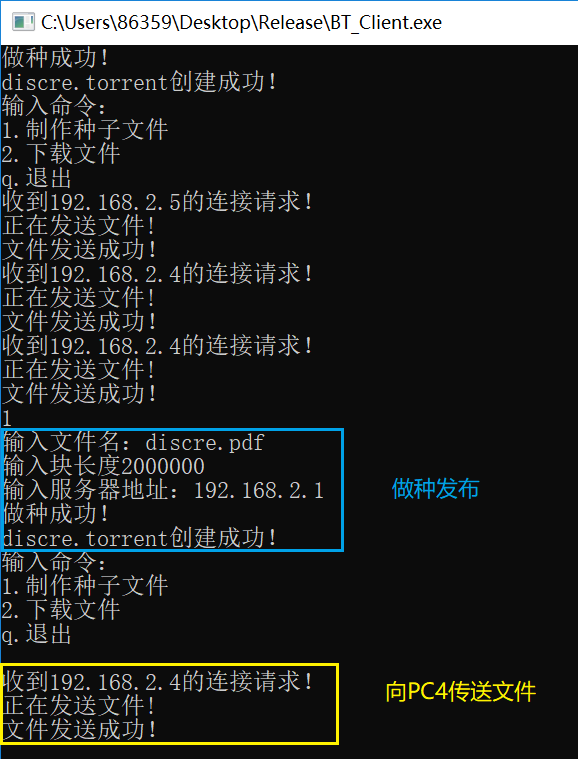 C:\Users\86359\Desktop\Release\BT_Client.exe
做种成功!
discre.torrent创建成功!
输入命令:
1.制作种子文件
2.下载文件
q.退出
收到192.168.2.5的连接请求!
正在发送文件!
文件发送成功!
收到192.168.2.4的连接请求!
正在发送文件!
文件发送成功!
收到192.168.2.4的连接请求!
正在发送文件!
文件发送成功!
1
输入文件名: discre.pdf
输入块长度2000000
输入服务器地址: 192.168.2.1
做种发布
做种成功!
discre.torrent创建成功!
输入命令:
1.制作种子文件
2.下载文件
q.退出
收到192.168.2.4的连接请求!
向PC4传送文件
正在发送文件!
文件发送成功!